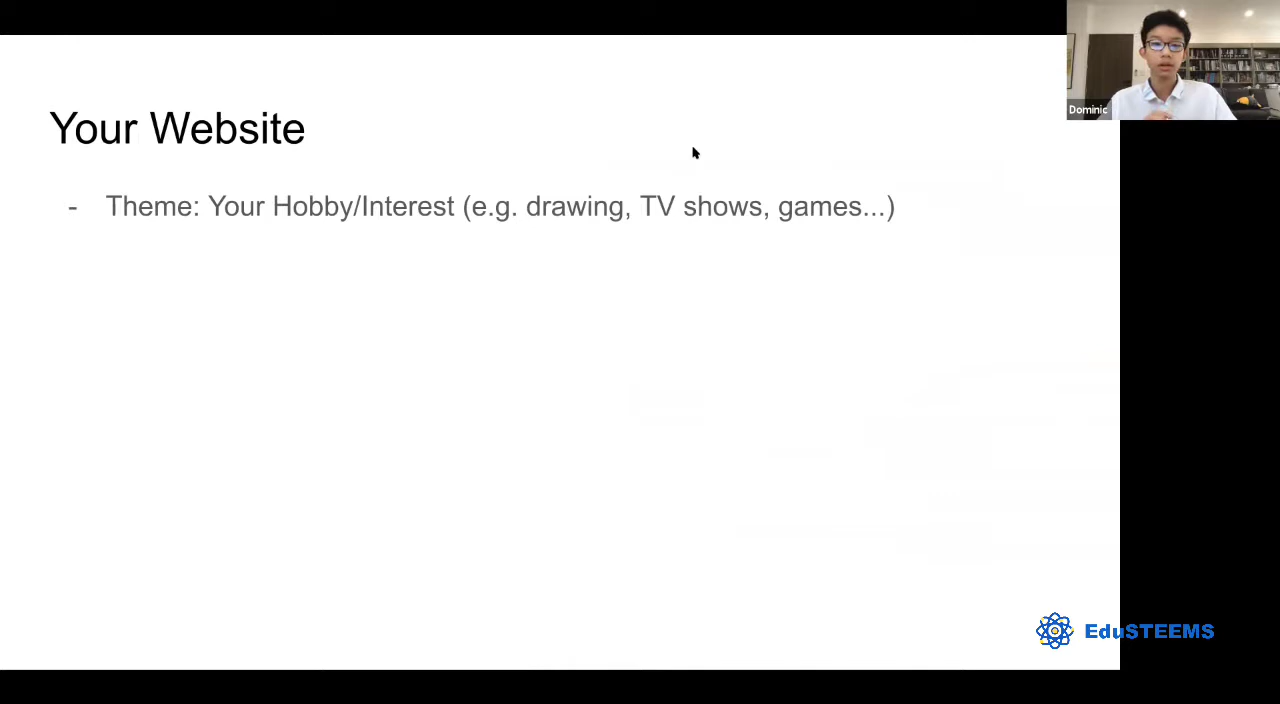 Your Website
- Theme: Your Hobby/Interest (e.g. drawing, TV shows, games...)
Dominic
EduSTEEMS